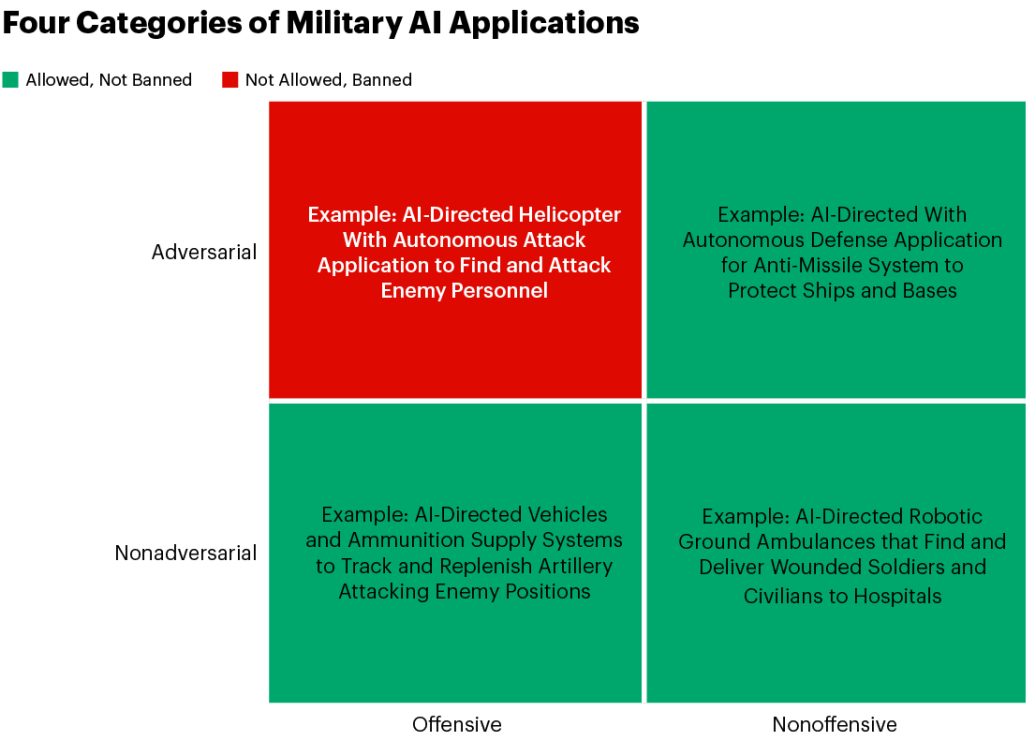 Four Categories of Military AI Applications
Allowed, Not Banned
Not Allowed, Banned
Adversarial
Example: AI-Directed Helicopter
With Autonomous Attack
Application to Find and Attack
Enemy Personnel
Example: AI-Directed With
Autonomous Defense Application
for Anti-Missile System to
Protect Ships and Bases
Nonadversarial
Example: AI-Directed Vehicles
and Ammunition Supply Systems
to Track and Replenish Artillery
Attacking Enemy Positions
Example: AI-Directed Robotic
Ground Ambulances that Find and
Deliver Wounded Soldiers and
Civilians to Hospitals
Offensive
Nonoffensive